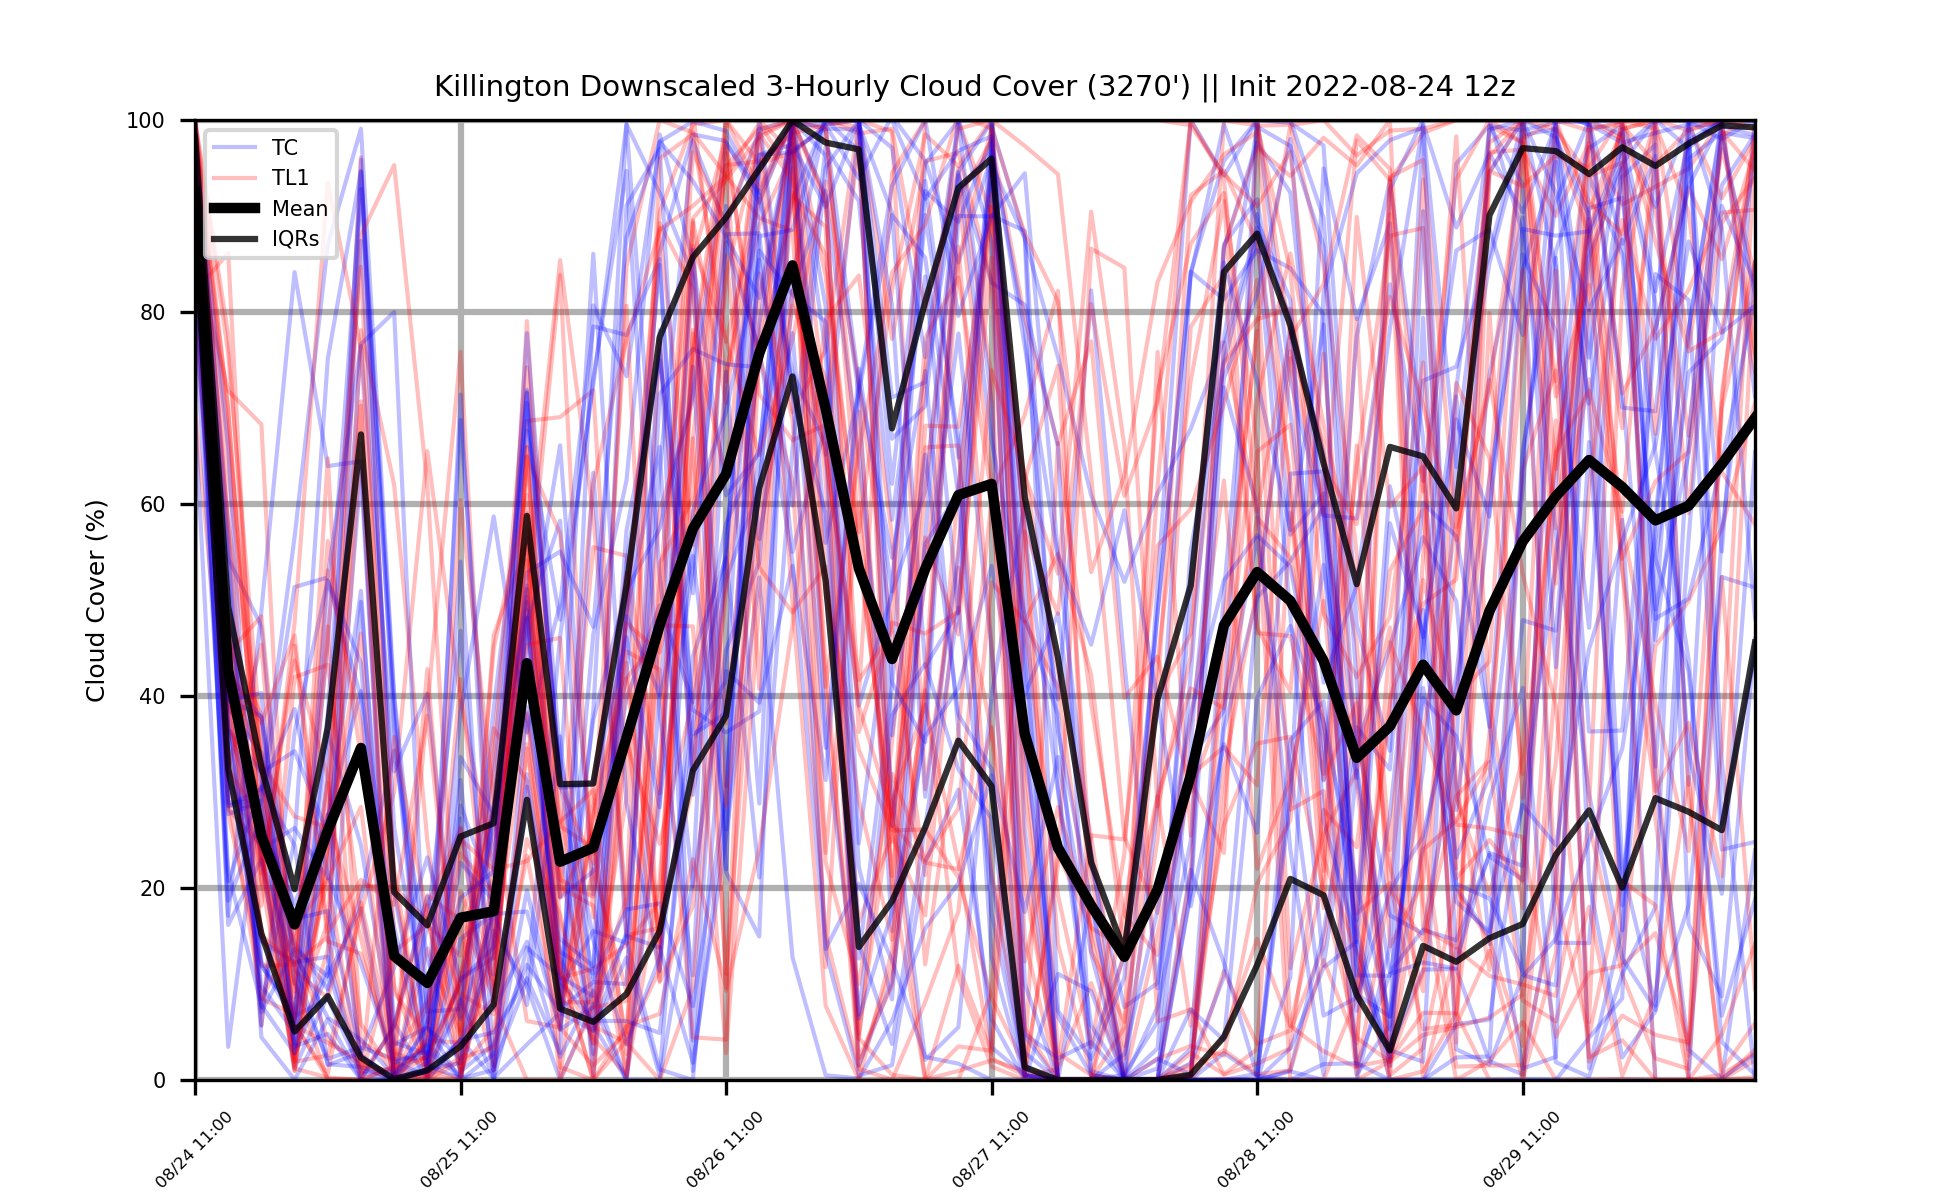 Killington Downscaled 3-Hourly Cloud Cover (3270') || Init 2022-08-24 12z
TC
TL1
Mean
IQRs
Cloud Cover (%)
100
80
60
40
20
0
08/24 11:00
08/25 11:00
08/26 11:00
08/27 11:00
08/28 11:00
08/29 11:00